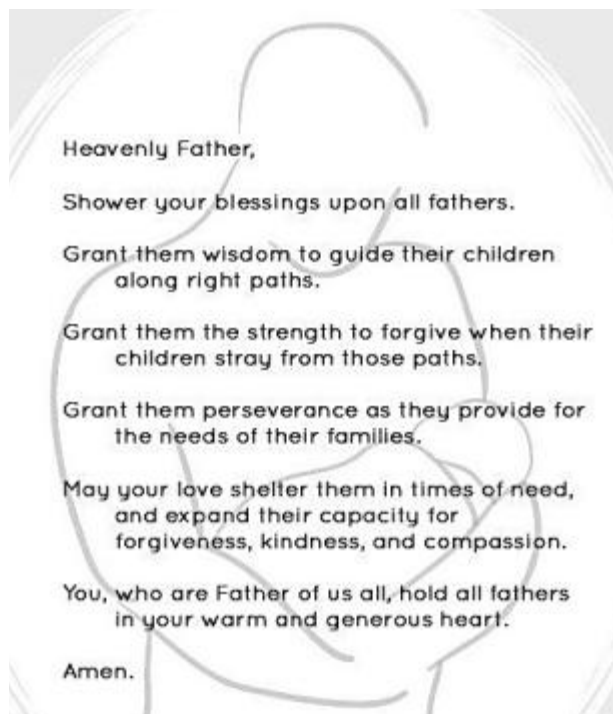 Heavenly Father,
Shower your blessings upon all fathers.
Grant them wisdom to guide their children
along right paths.
Grant them the strength to forgive when their
children stray from those paths.
Grant them perseverance as they provide for
the needs of their families.
May your love shelter them in times of need,
and expand their capacity for
forgiveness, kindness, and compassion.
You, who are Father of us all, hold all fathers
in your warm and generous heart.
Amen.